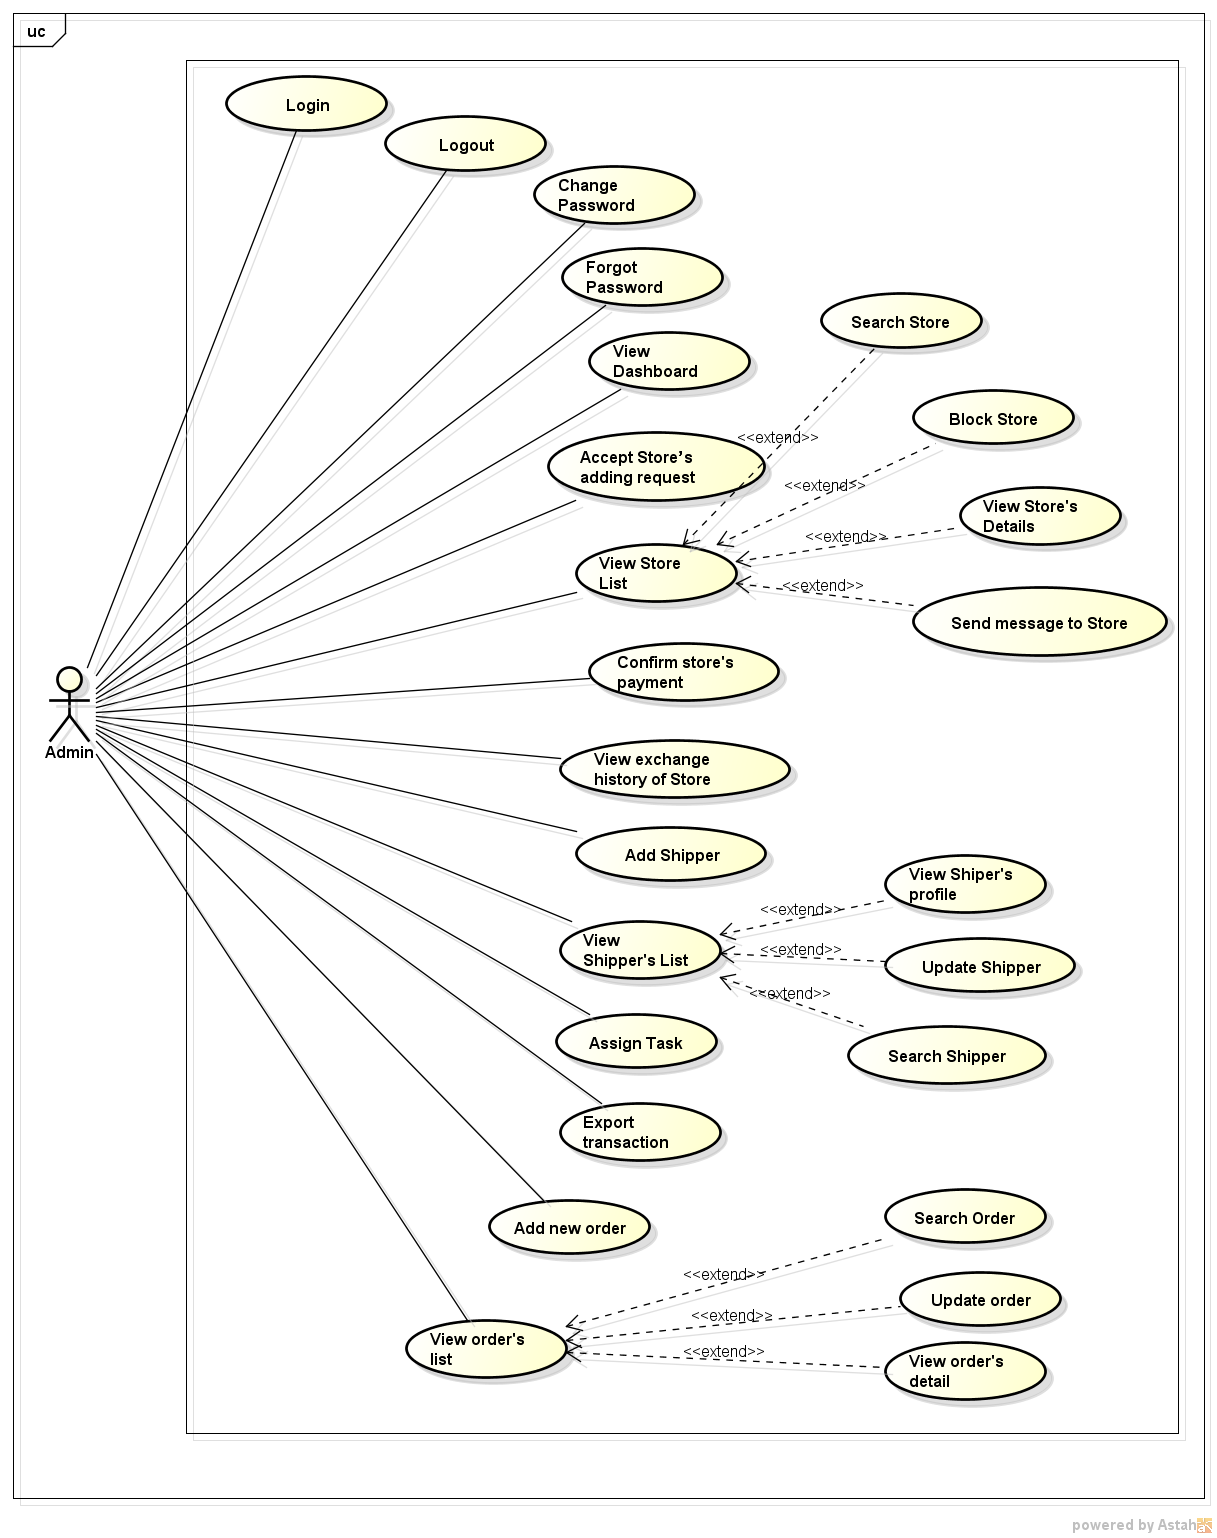 uc
Login
Logout
Change
Password
Forgot
Password
View
Dashboard
Search Store
Block Store
<<extend>>
Accept Store's
adding request
<<extend>>
View Store's
Details
<<extend>>
View Store
List
<<extend>>
Send message to Store
Confirm store's
payment
Admin
View exchange
history of Store
Add Shipper
View Shiper's
profile
<<extend>>
View
Shipper's List
<<extend>>
Update Shipper
<<extend>>
Assign Task
Search Shipper
Export
transaction
Add new order
Search Order
<<extend>>
Update order
<<extend>>
View order's
list
<<extend>>
View order's
detail
powered by Astah